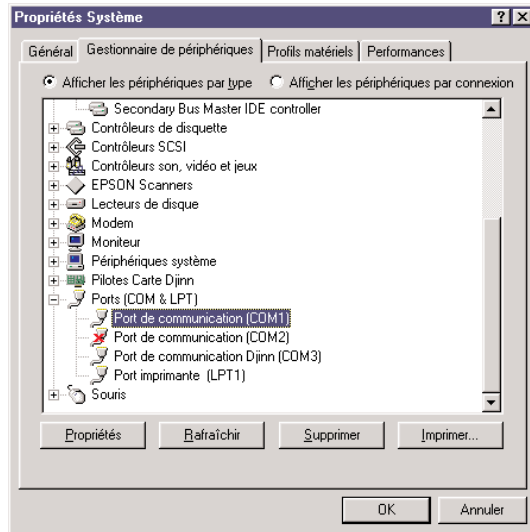 Propriétés Système
Général Gestionnaire de périphériques Profils matériels Performances
Afficher les périphériques par type Afficher les périphériques par connexion
Secondary Bus Master IDE controller
Contrôleurs de disquette
Contrôleurs SCSI
Contrôleurs son, vidéo et jeux
EPSON Scanners
Lecteurs de disque
Modem
Moniteur
Périphériques système
Pilotes Carte Djinn
Ports (COM & LPT)
Port de communication (COM1)
Port de communication (COM2)
Port de communication Djinn (COM3)
Port imprimante (LPT1)
Souris
Propriétés Rafraîchir Supprimer Imprimer...
OK Annuler